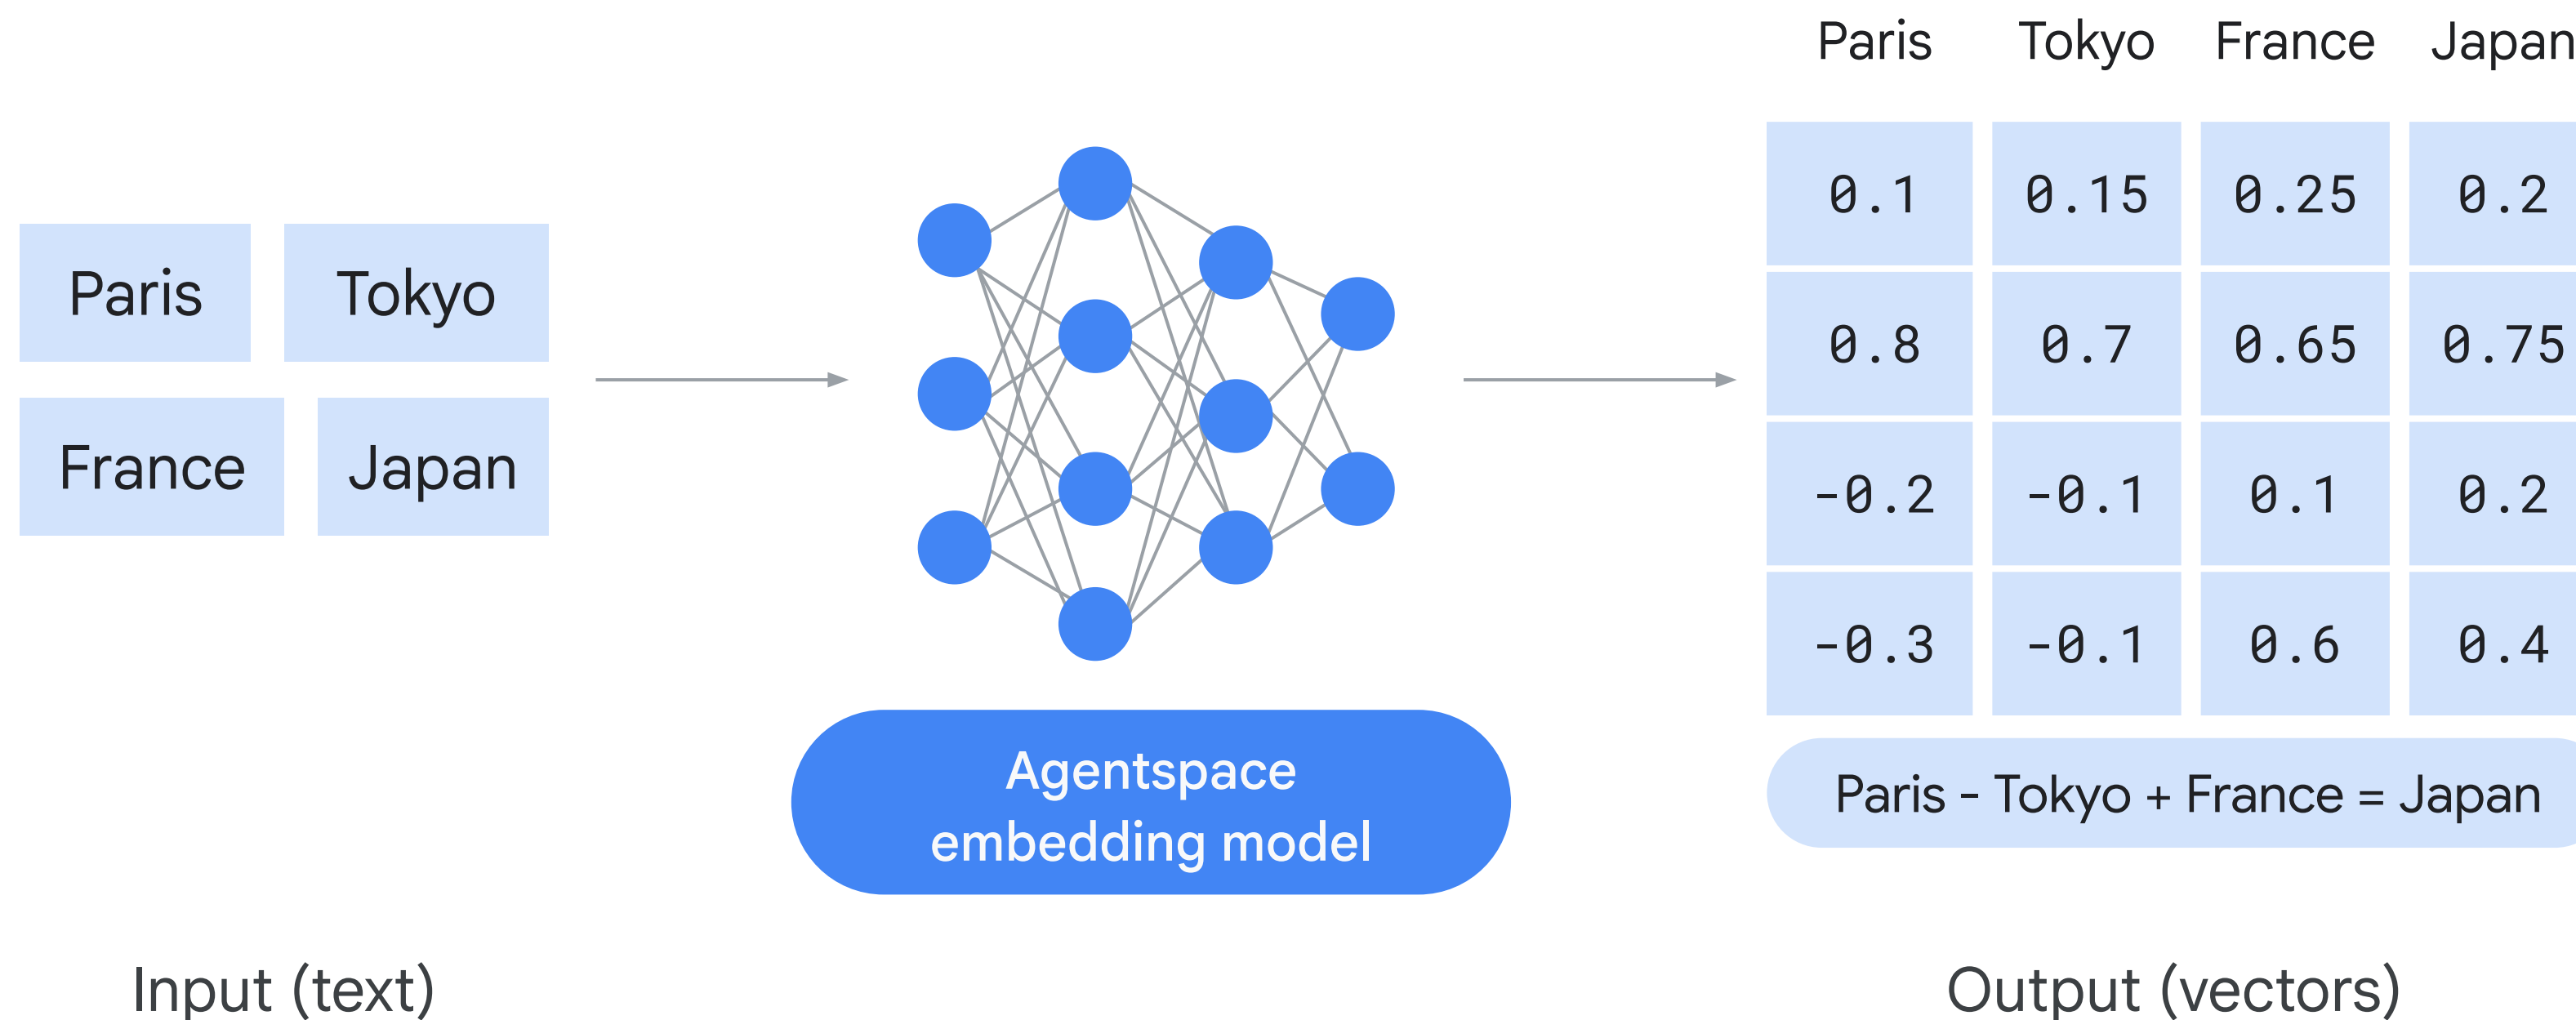 Paris Tokyo France Japan
Paris Tokyo
France Japan
0.1 0.15 0.25 0.2
0.8 0.7 0.65 0.75
-0.2 -0.1 0.1 0.2
-0.3 -0.1 0.6 0.4
Agentspace
embedding model
Paris - Tokyo + France = Japan
Input (text)
Output (vectors)